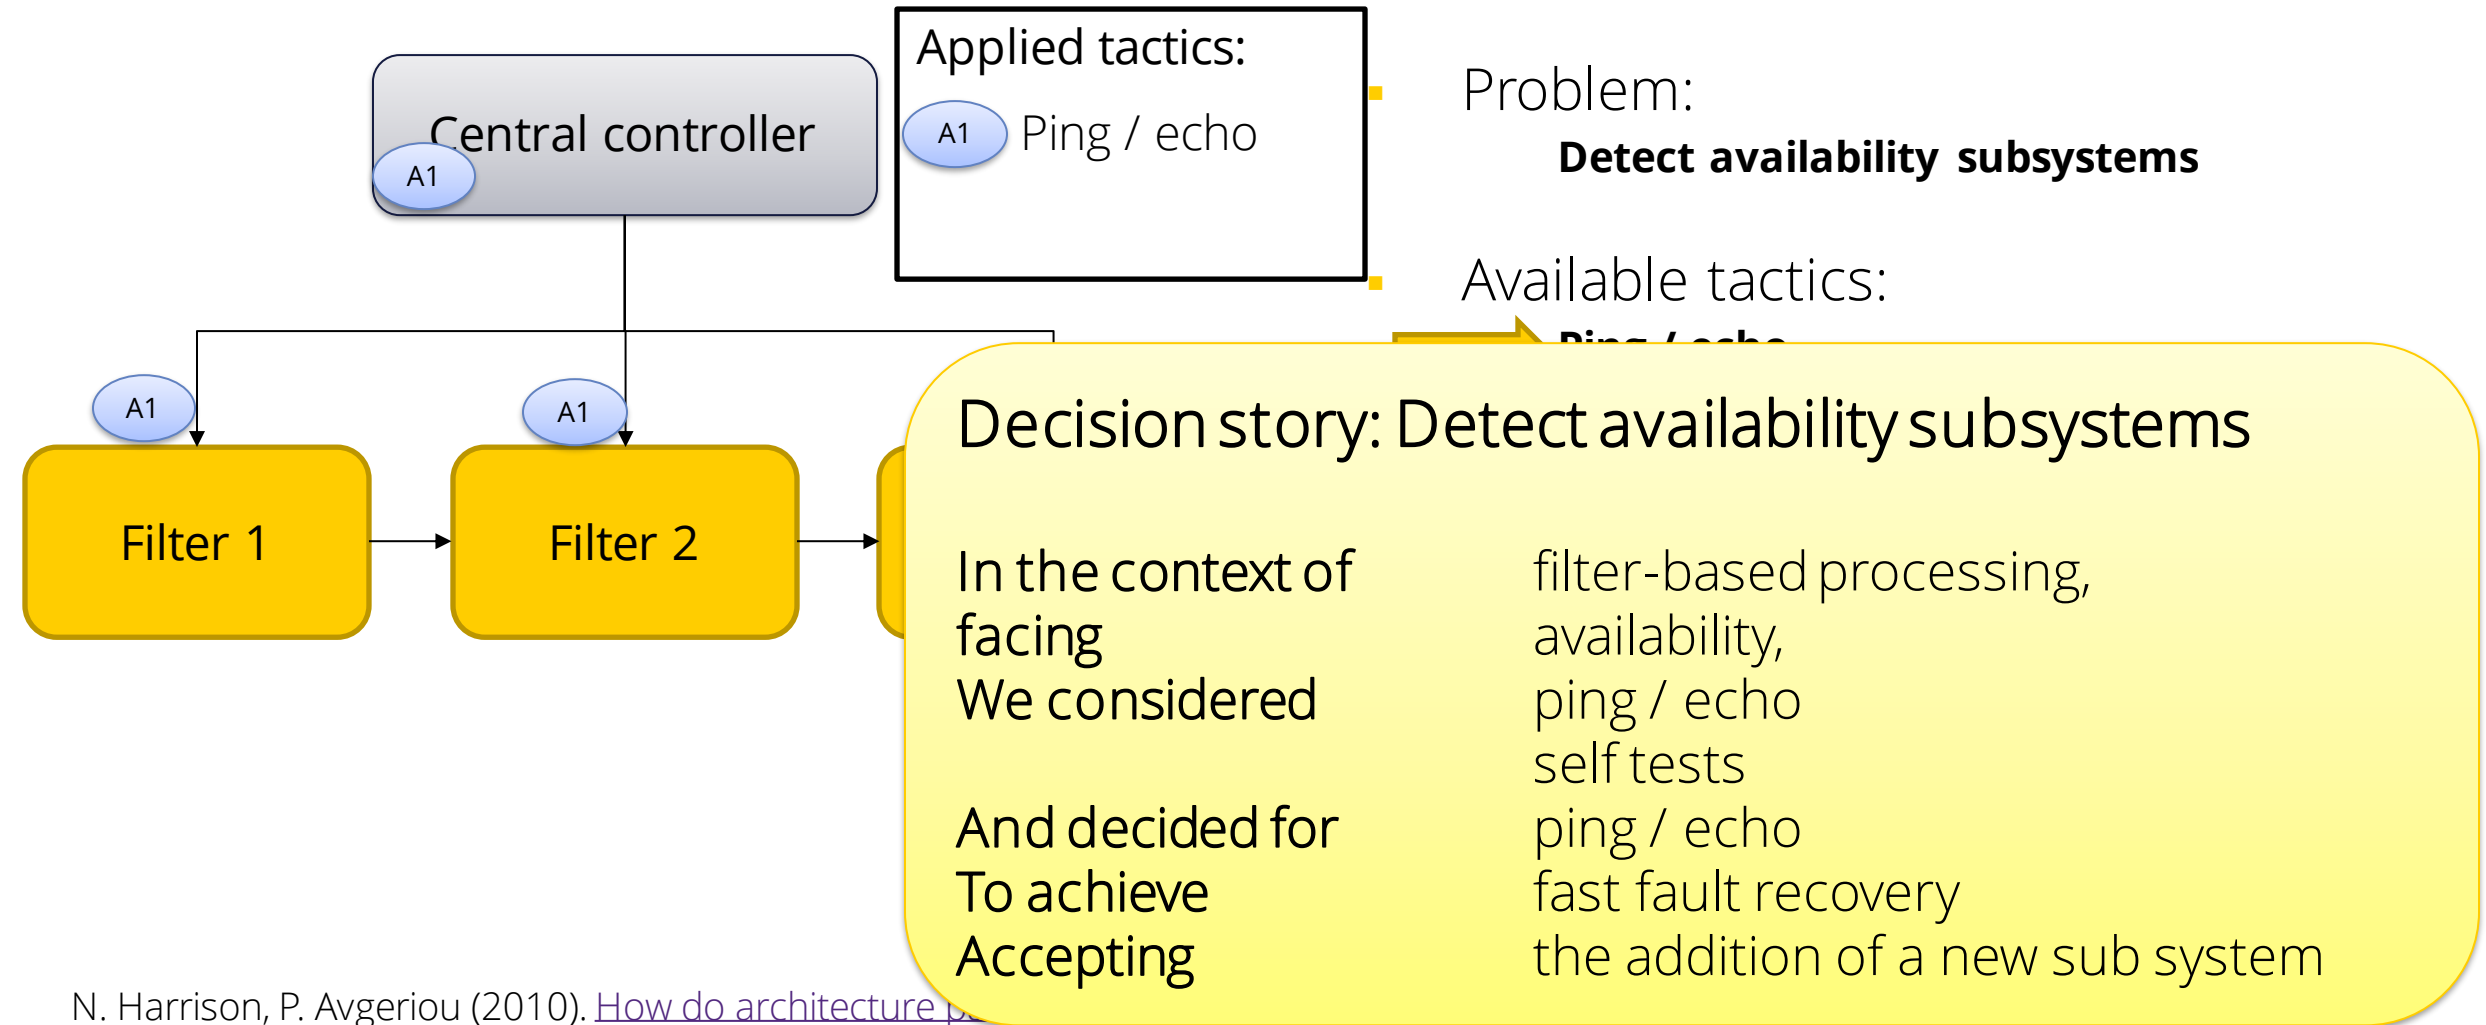 Central controller
A1
Applied tactics:
A1 Ping / echo
Problem:
Detect availability subsystems
Available tactics:
Ping / echo
A1
A1
Filter 1
Filter 2
Decision story: Detect availability subsystems
In the context of filter-based processing,
facing availability,
We considered ping / echo
self tests
And decided for ping / echo
To achieve fast fault recovery
Accepting the addition of a new sub system
N. Harrison, P. Avgeriou (2010). How do architecture